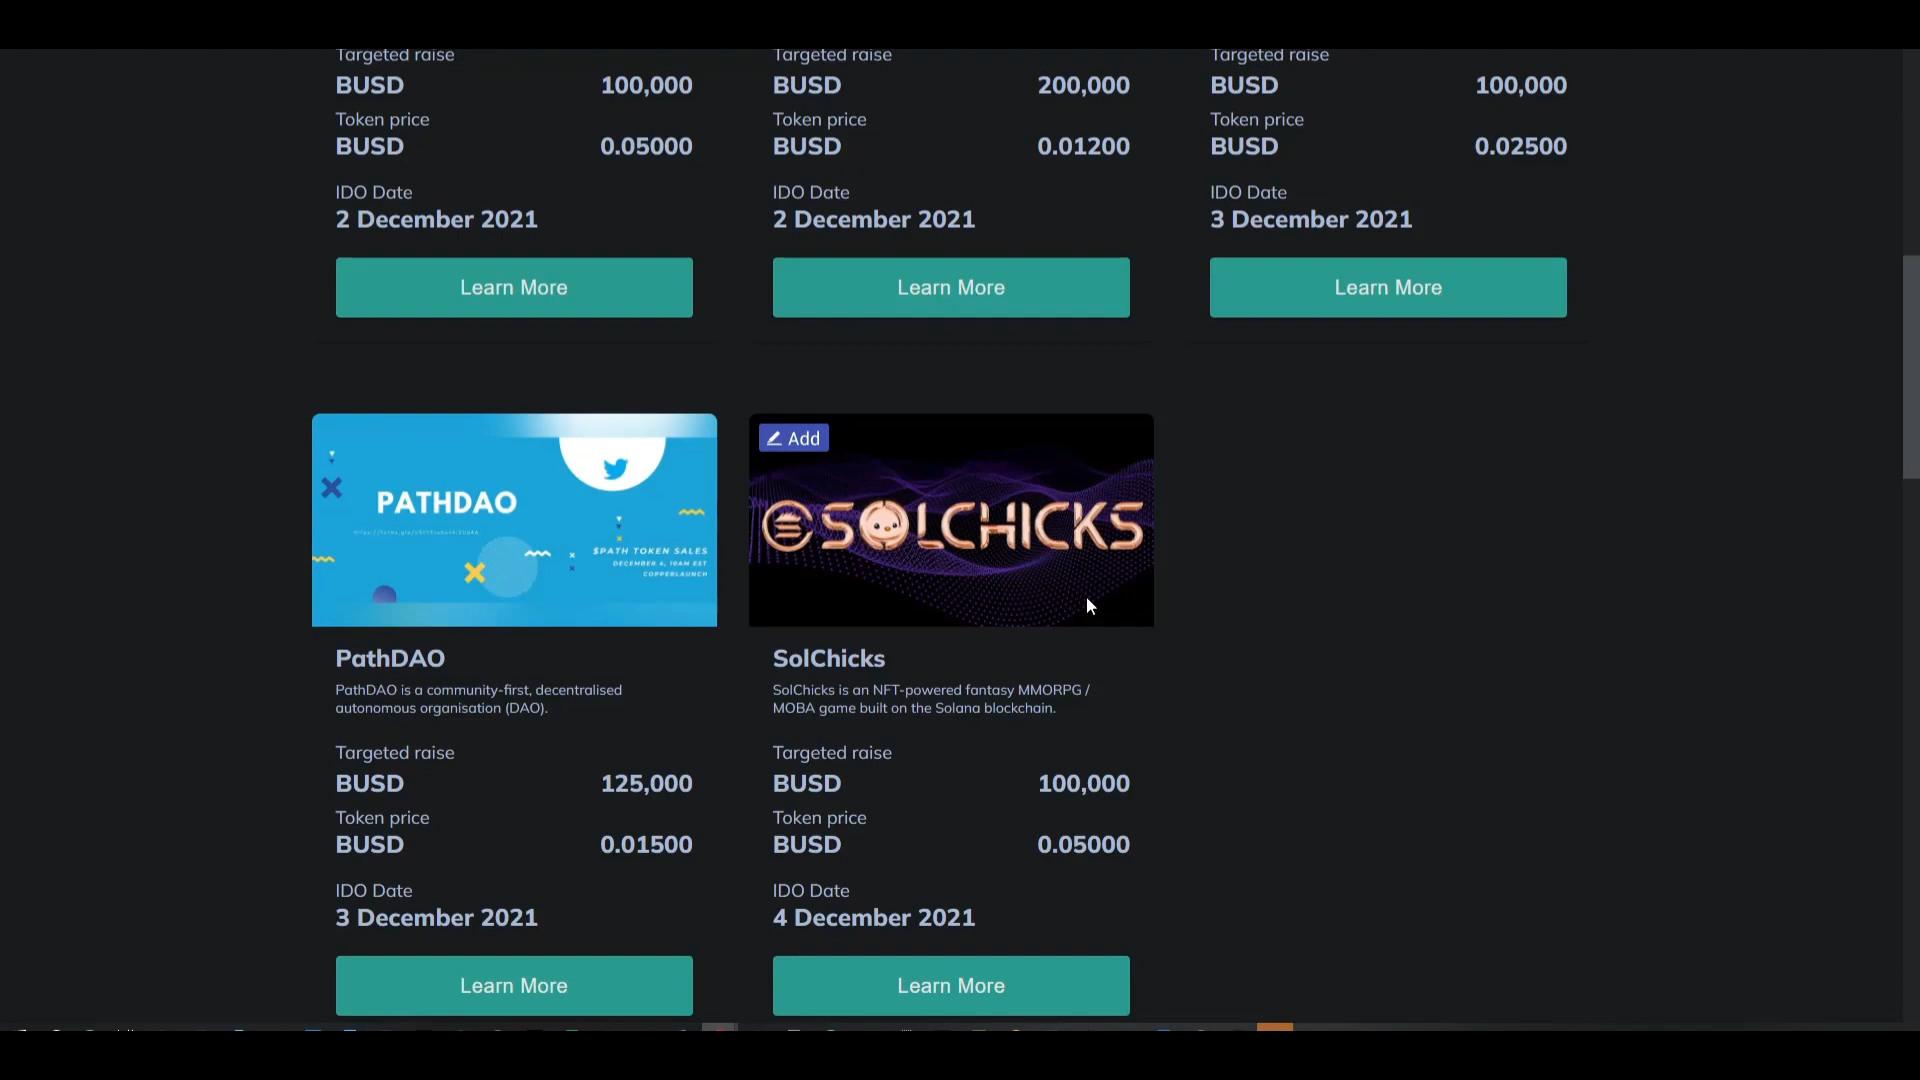 Targeted raise
BUSD 100,000
Token price
BUSD 0.05000
IDO Date
2 December 2021
Learn More
Targeted raise
BUSD 200,000
Token price
BUSD 0.01200
IDO Date
2 December 2021
Learn More
Targeted raise
BUSD 100,000
Token price
BUSD 0.02500
IDO Date
3 December 2021
Learn More
PATHDAO
$PATH TOKEN SALES
DECEMBER 4, 10AM EST
COPPERLAUNCH
PathDAO
PathDAO is a community-first, decentralised
autonomous organisation (DAO).
Targeted raise
BUSD 125,000
Token price
BUSD 0.01500
IDO Date
3 December 2021
Learn More
Add
SOLCHICKS
SolChicks
SolChicks is an NFT-powered fantasy MMORPG /
MOBA game built on the Solana blockchain.
Targeted raise
BUSD 100,000
Token price
BUSD 0.05000
IDO Date
4 December 2021
Learn More